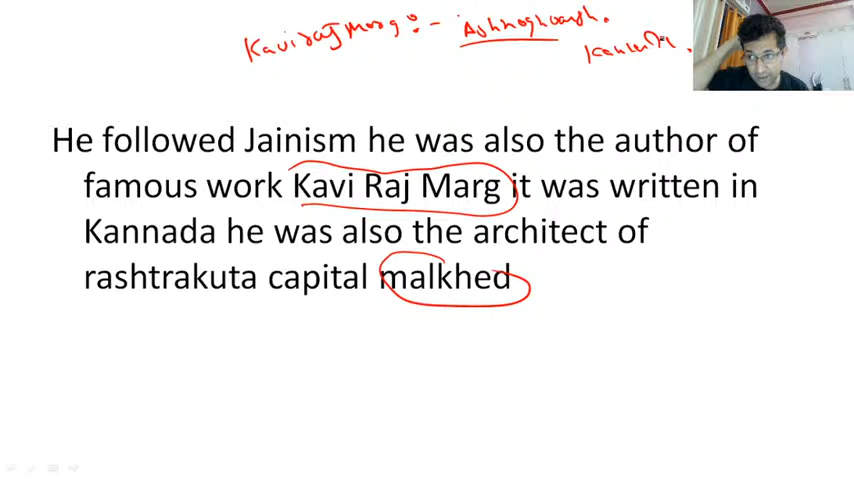 Kavirajmarg :-
He followed Jainism he was also the author of
famous work Kavi Raj Marg it was written in
Kannada he was also the architect of
rashtrakuta capital malkhed